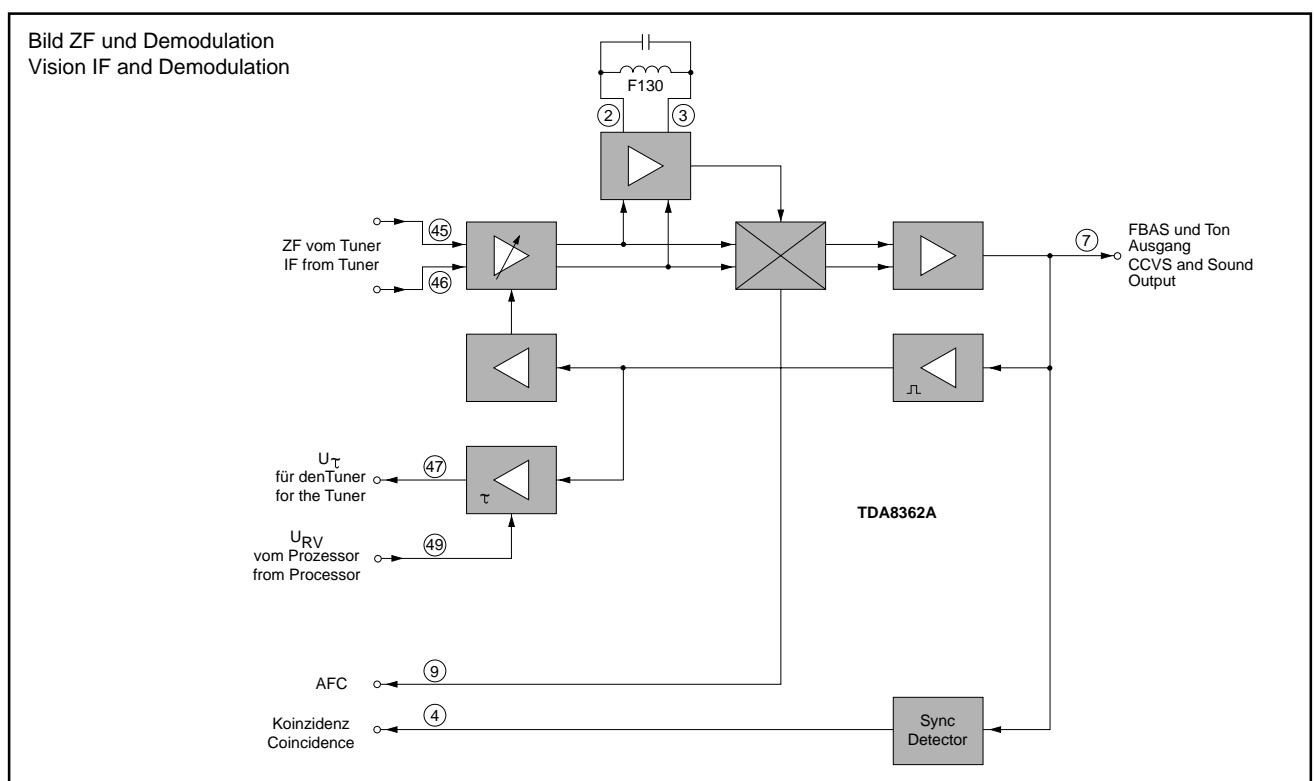 Bild ZF und Demodulation
Vision IF and Demodulation
F130
2
3
45
ZF vom Tuner
IF from Tuner
46
7
FBAS und Ton
Ausgang
CCVS and Sound
Output
Uτ
für denTuner
for the Tuner
47
τ
TDA8362A
URV
vom Prozessor
from Processor
49
AFC
9
Koinzidenz
Coincidence
4
Sync
Detector